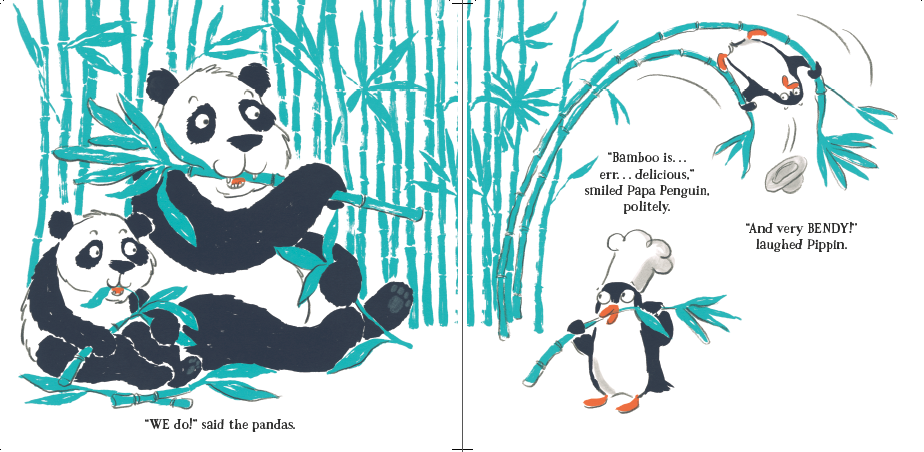 "WE do!" said the pandas.
"Bamboo is...
err... delicious,"
smiled Papa Penguin,
politely.
"And very BENDY!"
laughed Pippin.